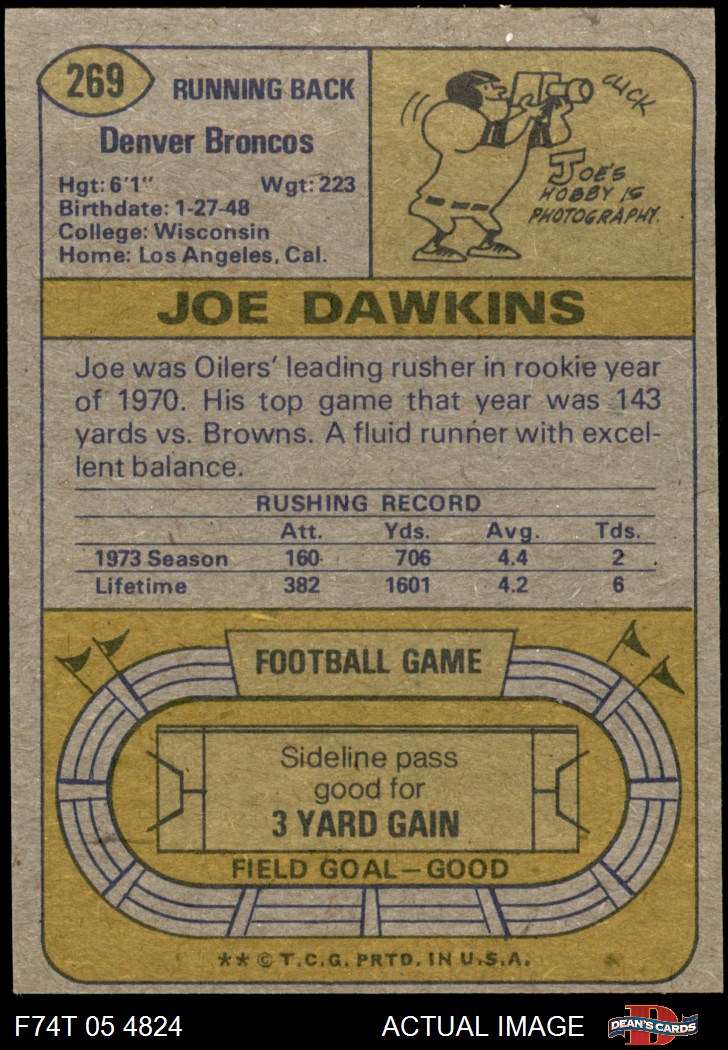 269
RUNNING BACK
Denver Broncos
Hgt: 6'1" Wgt: 223
Birthdate: 1-27-48
College: Wisconsin
Home: Los Angeles, Cal.
CLICK
JOE'S
HOBBY IS
PHOTOGRAPHY.
JOE DAWKINS
Joe was Oilers' leading rusher in rookie year
of 1970. His top game that year was 143
yards vs. Browns. A fluid runner with excel-
lent balance.
RUSHING RECORD
Att. Yds. Avg. Tds.
1973 Season 160 706 4.4 2
Lifetime 382 1601 4.2 6
FOOTBALL GAME
Sideline pass
good for
3 YARD GAIN
FIELD GOAL—GOOD
** © T.C.G. PRTD. IN U.S.A.
F74T 05 4824 ACTUAL IMAGE
D
DEAN'S CARDS